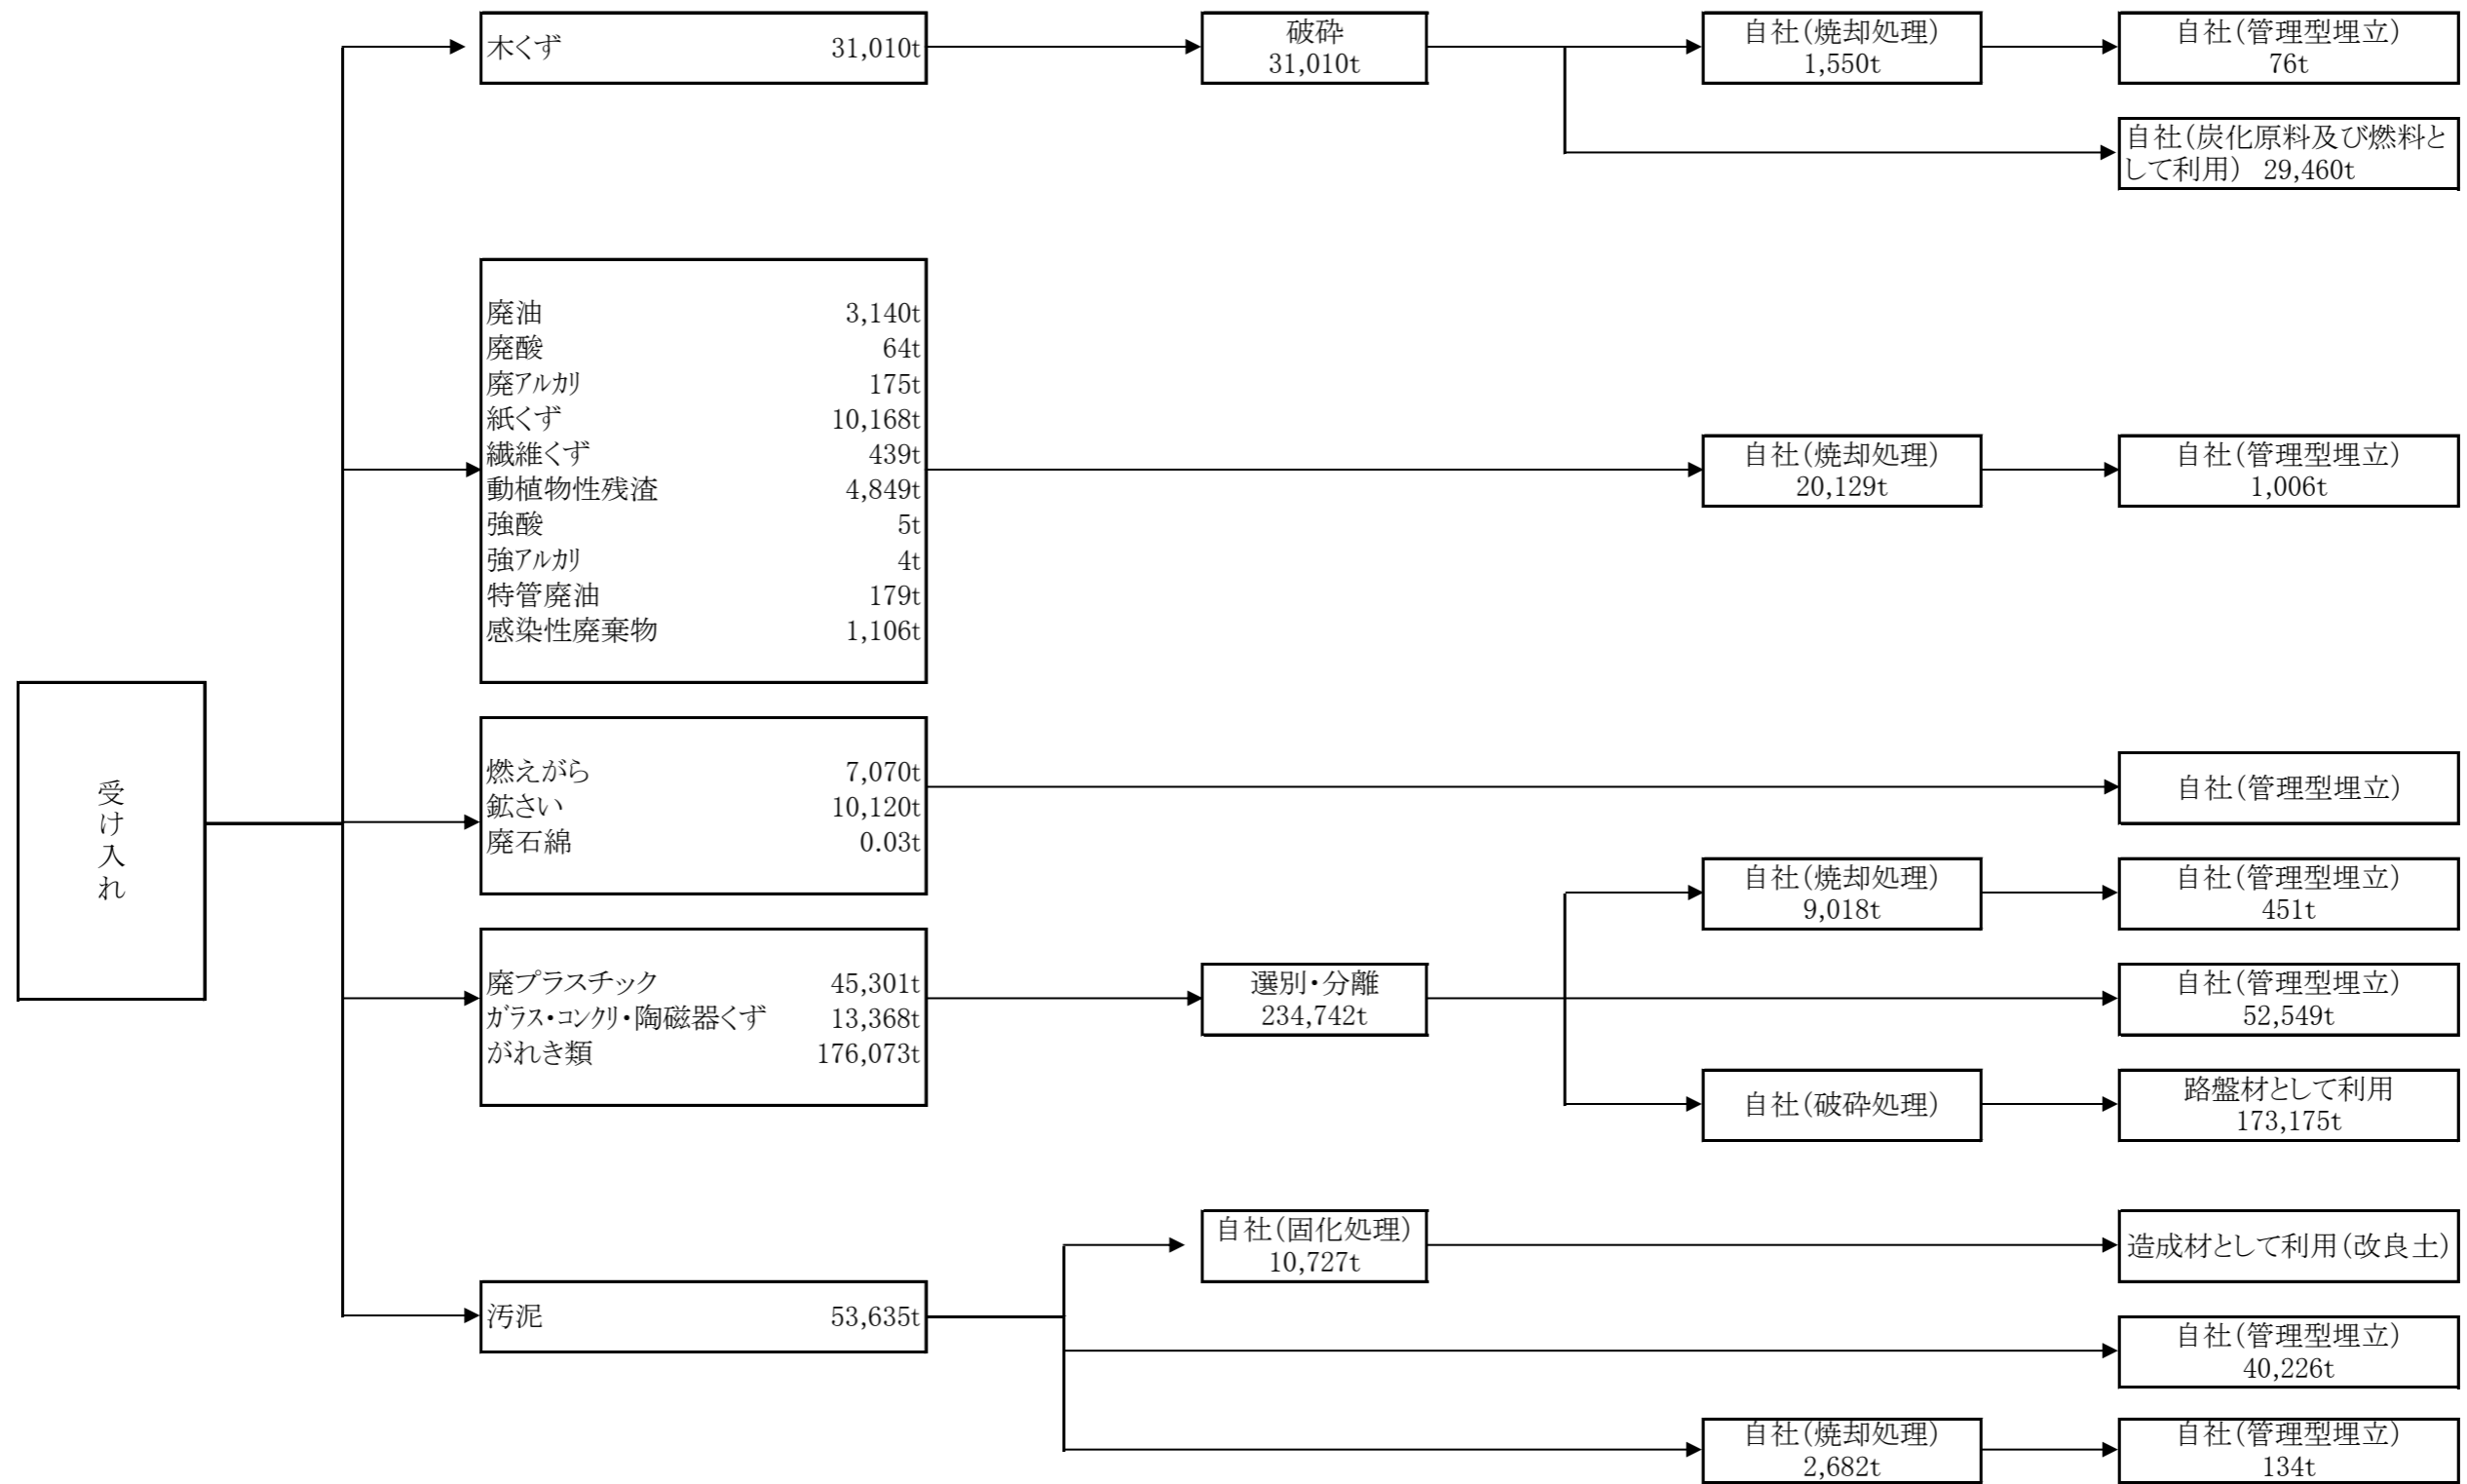 木くず 31,010t
破砕
31,010t
自社(焼却処理)
1,550t
自社(管理型埋立)
76t
自社(炭化原料及び燃料と
して利用) 29,460t
廃油 3,140t
廃酸 64t
廃アルカリ 175t
紙くず 10,168t
繊維くず 439t
動植物性残渣 4,849t
強酸 5t
強アルカリ 4t
特管廃油 179t
感染性廃棄物 1,106t
自社(焼却処理)
20,129t
自社(管理型埋立)
1,006t
受け入れ
燃えがら 7,070t
鉱さい 10,120t
廃石綿 0.03t
自社(管理型埋立)
廃プラスチック 45,301t
ガラス・コンクリ・陶磁器くず 13,368t
がれき類 176,073t
選別・分離
234,742t
自社(焼却処理)
9,018t
自社(管理型埋立)
451t
自社(管理型埋立)
52,549t
自社(破砕処理)
路盤材として利用
173,175t
汚泥 53,635t
自社(固化処理)
10,727t
造成材として利用(改良土)
自社(管理型埋立)
40,226t
自社(焼却処理)
2,682t
自社(管理型埋立)
134t